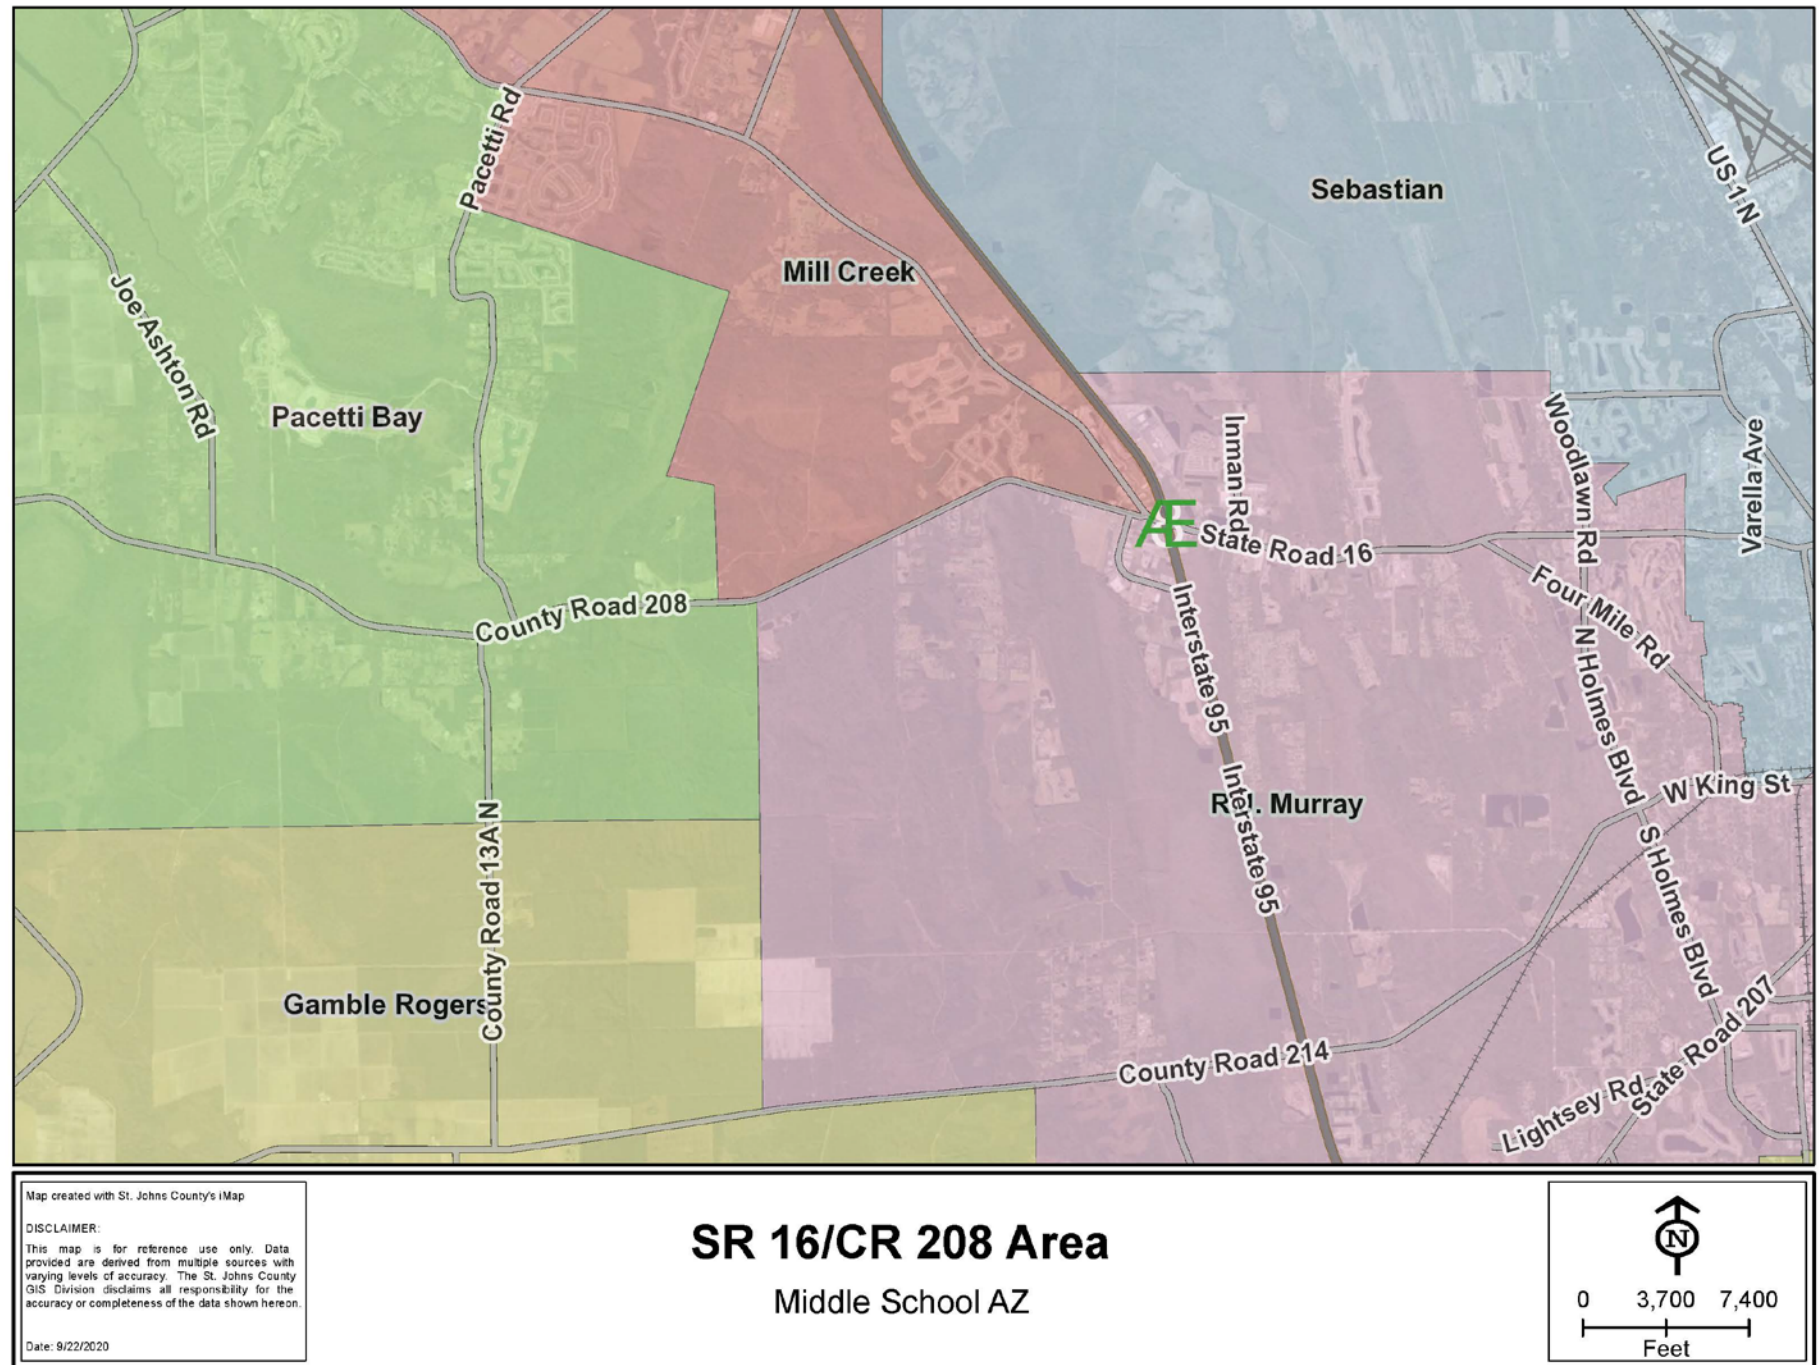 Pacetti Rd
US 1 N
Sebastian
Mill Creek
Joe Ashton Rd
Pacetti Bay
Inman Rd
Woodlawn Rd
Varella Ave
ÆE
State Road 16
Four Mile Rd
County Road 208
Interstate 95
N Holmes Blvd
Interstate 95
W King St
Murray
County Road 13A N
S Holmes Blvd
Gamble Rogers
State Road 207
County Road 214
Lightsey Rd
Map created with St. Johns County's iMap
DISCLAIMER:
This map is for reference use only. Data
provided are derived from multiple sources with
varying levels of accuracy. The St. Johns County
GIS Division disclaims all responsibility for the
accuracy or completeness of the data shown hereon.
Date: 9/22/2020
SR 16/CR 208 Area
Middle School AZ
N
0 3,700 7,400
Feet